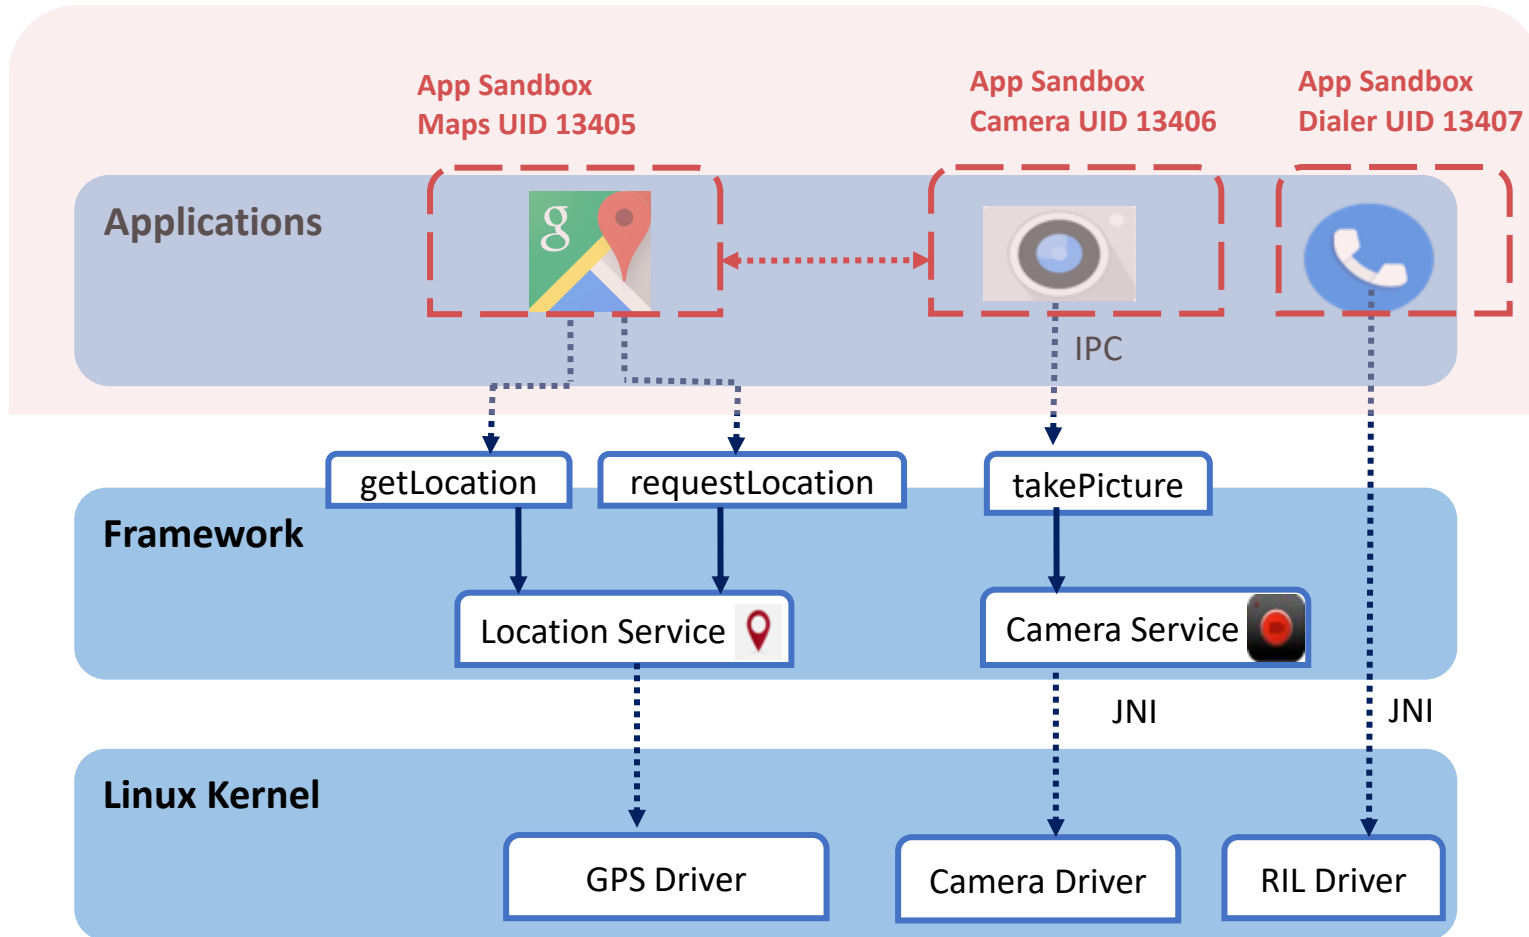 App Sandbox
Maps UID 13405
App Sandbox
Camera UID 13406
App Sandbox
Dialer UID 13407
Applications
g
IPC
getLocation
requestLocation
takePicture
Framework
Location Service
Camera Service
JNI
JNI
Linux Kernel
GPS Driver
Camera Driver
RIL Driver